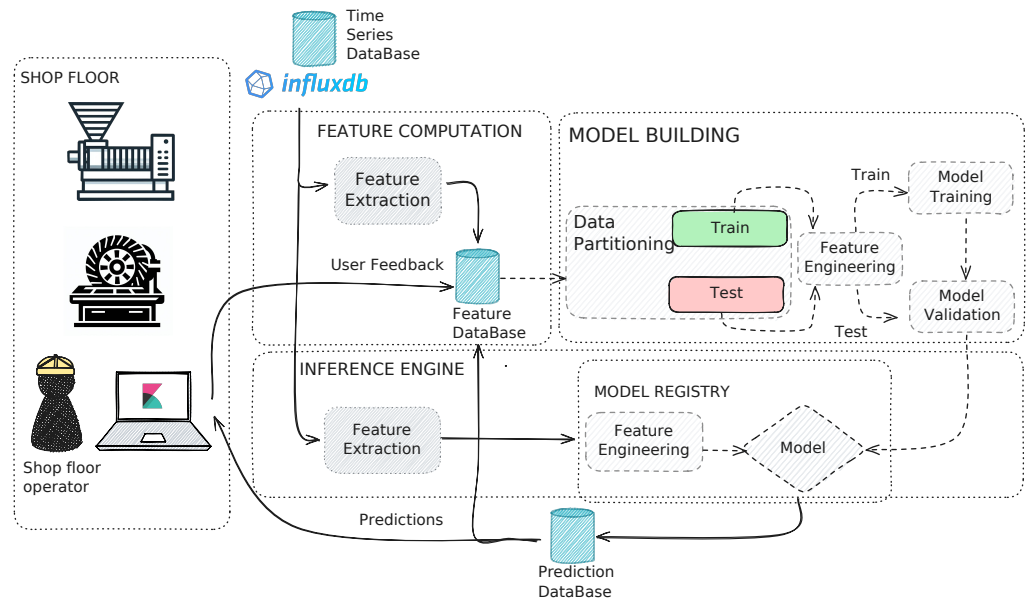 Time
Series
DataBase
influxdb
SHOP FLOOR
FEATURE COMPUTATION
Feature
Extraction
User Feedback
Feature
DataBase
MODEL BUILDING
Data
Partitioning
Train
Test
Feature
Engineering
Train
Test
Model
Training
Model
Validation
INFERENCE ENGINE
Feature
Extraction
MODEL REGISTRY
Feature
Engineering
Model
Shop floor
operator
Predictions
Prediction
DataBase